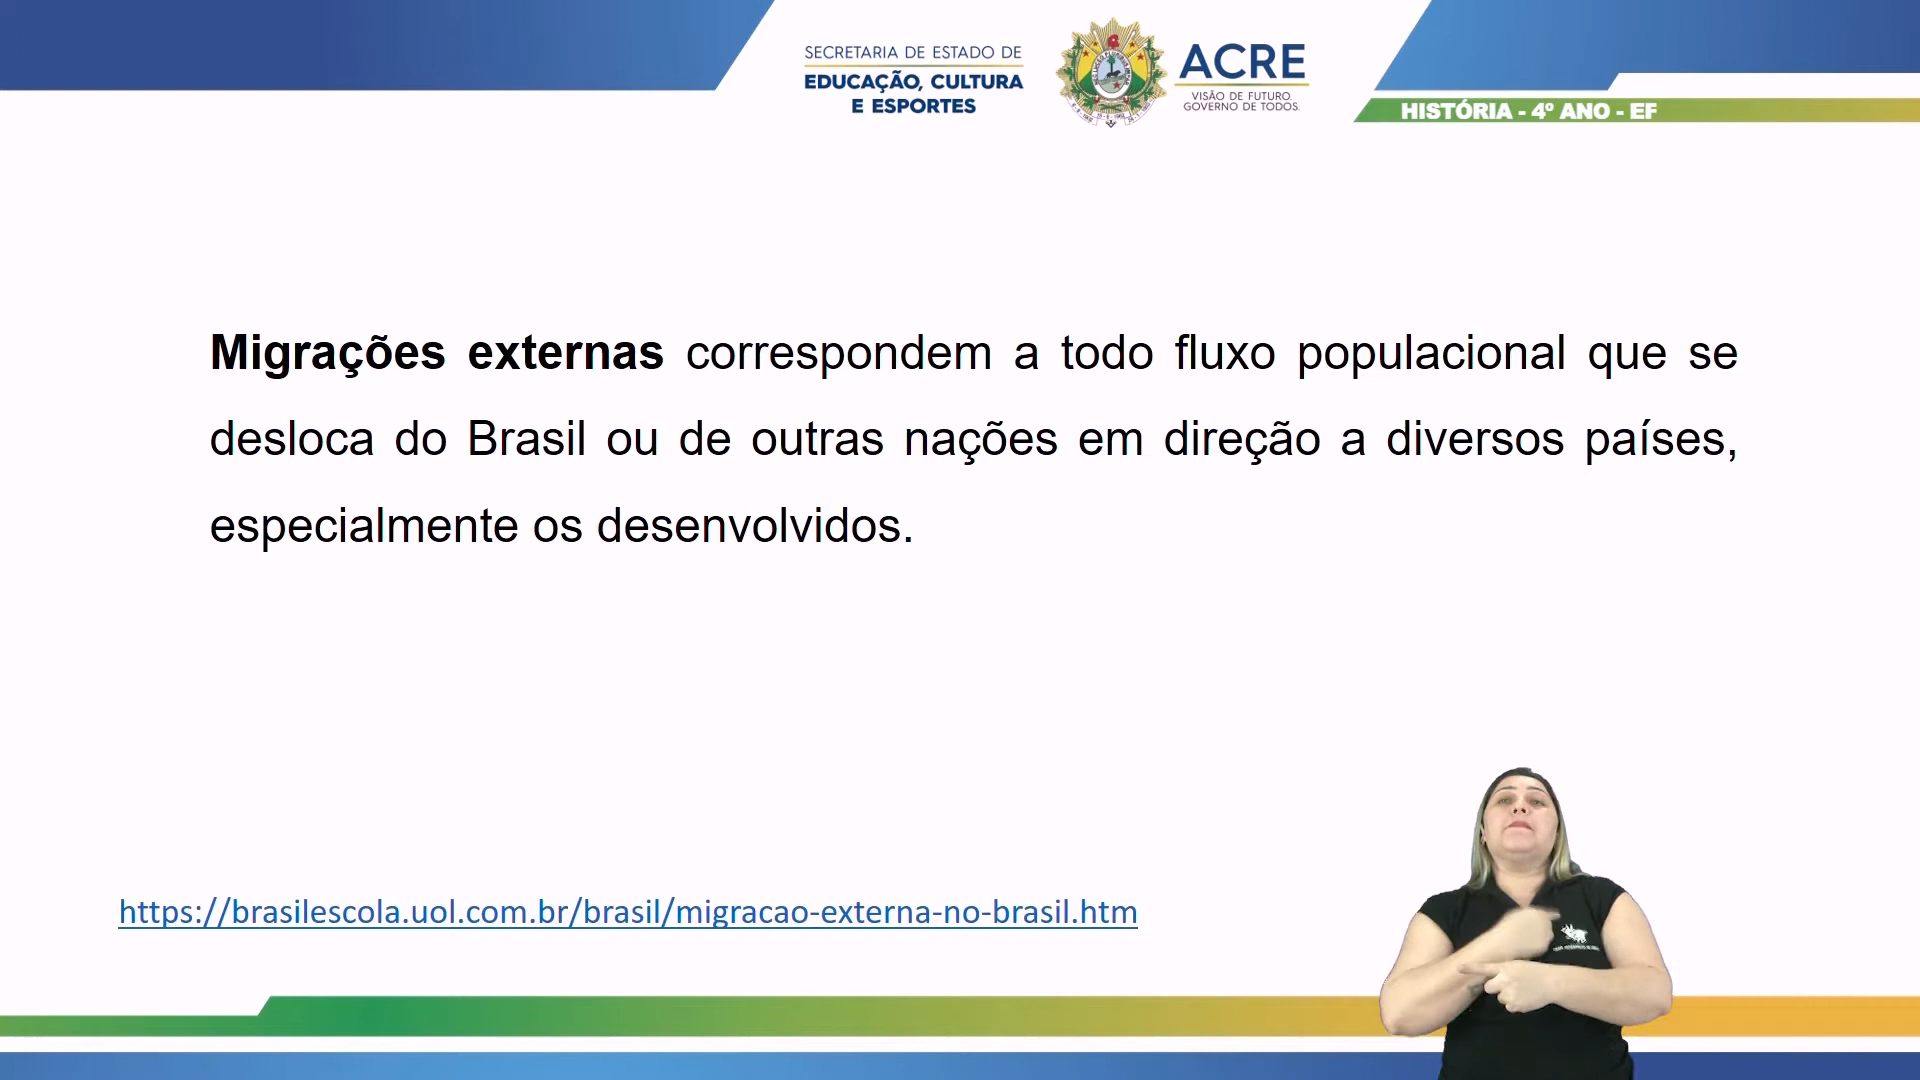 SECRETARIA DE ESTADO DE
EDUCAÇÃO, CULTURA
E ESPORTES
ACRE
VISÃO DE FUTURO.
GOVERNO DE TODOS.
HISTÓRIA - 4º ANO - EF
Migrações externas correspondem a todo fluxo populacional que se
desloca do Brasil ou de outras nações em direção a diversos países,
especialmente os desenvolvidos.
https://brasilescola.uol.com.br/brasil/migracao-externa-no-brasil.htm